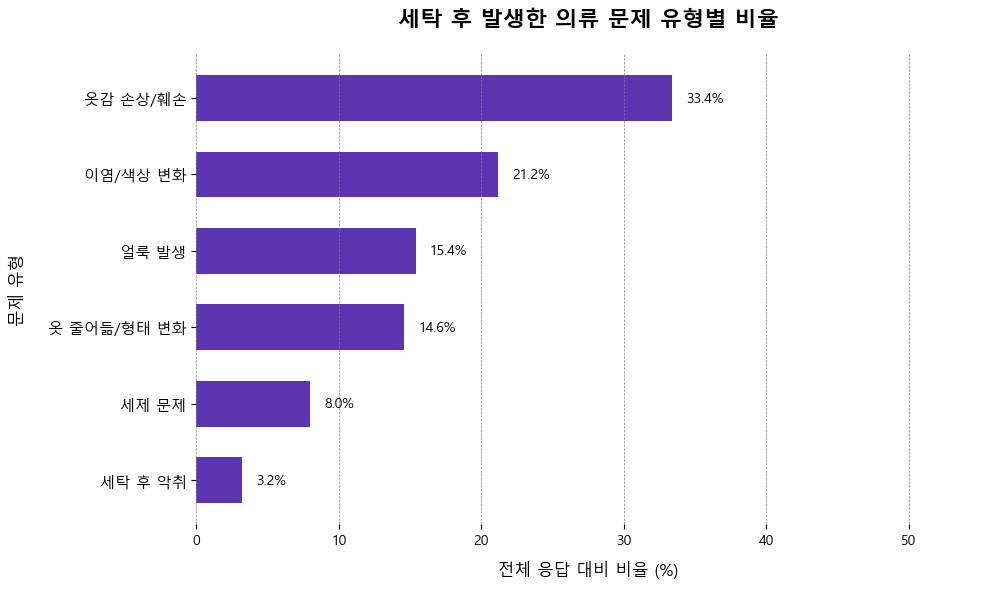 세탁 후 발생한 의류 문제 유형별 비율
문제 유형
옷감 손상/훼손
33.4%
이염/색상 변화
21.2%
얼룩 발생
15.4%
옷 줄어듦/형태 변화
14.6%
세제 문제
8.0%
세탁 후 악취
3.2%
0 10 20 30 40 50
전체 응답 대비 비율 (%)